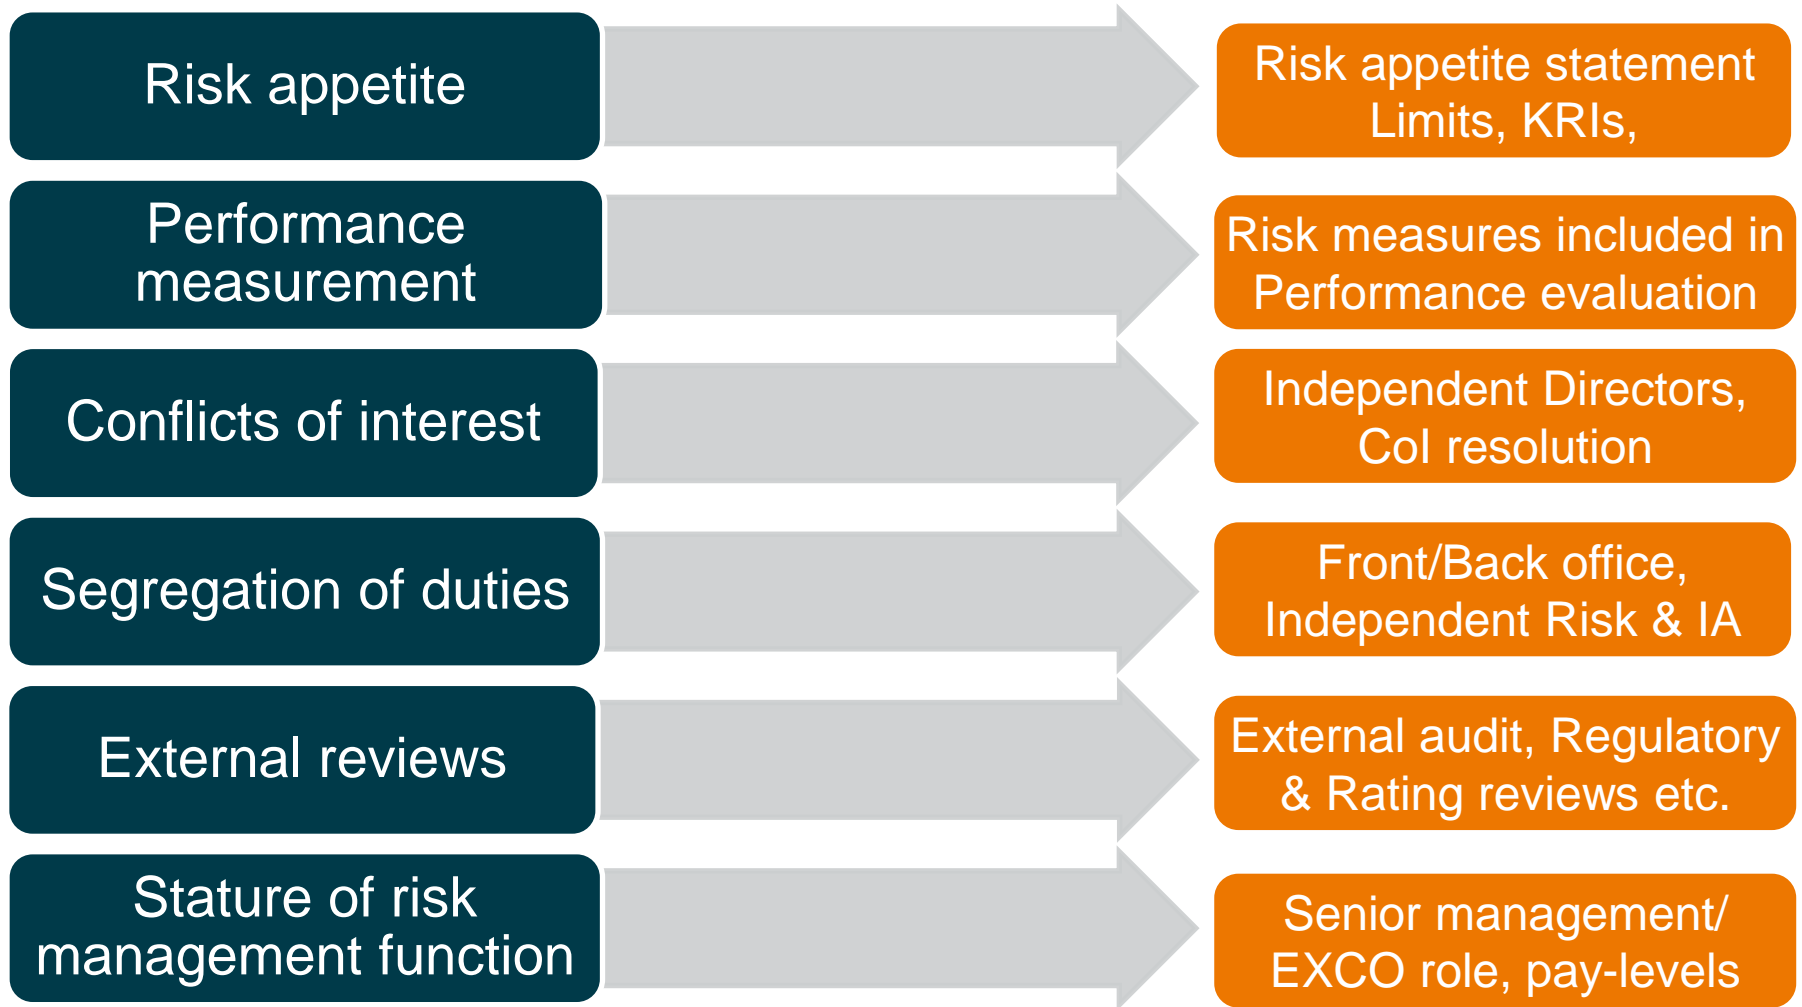 Risk appetite
Risk appetite statement
Limits, KRIs,
Performance
measurement
Risk measures included in
Performance evaluation
Conflicts of interest
Independent Directors,
CoI resolution
Segregation of duties
Front/Back office,
Independent Risk & IA
External reviews
External audit, Regulatory
& Rating reviews etc.
Stature of risk
management function
Senior management/
EXCO role, pay-levels